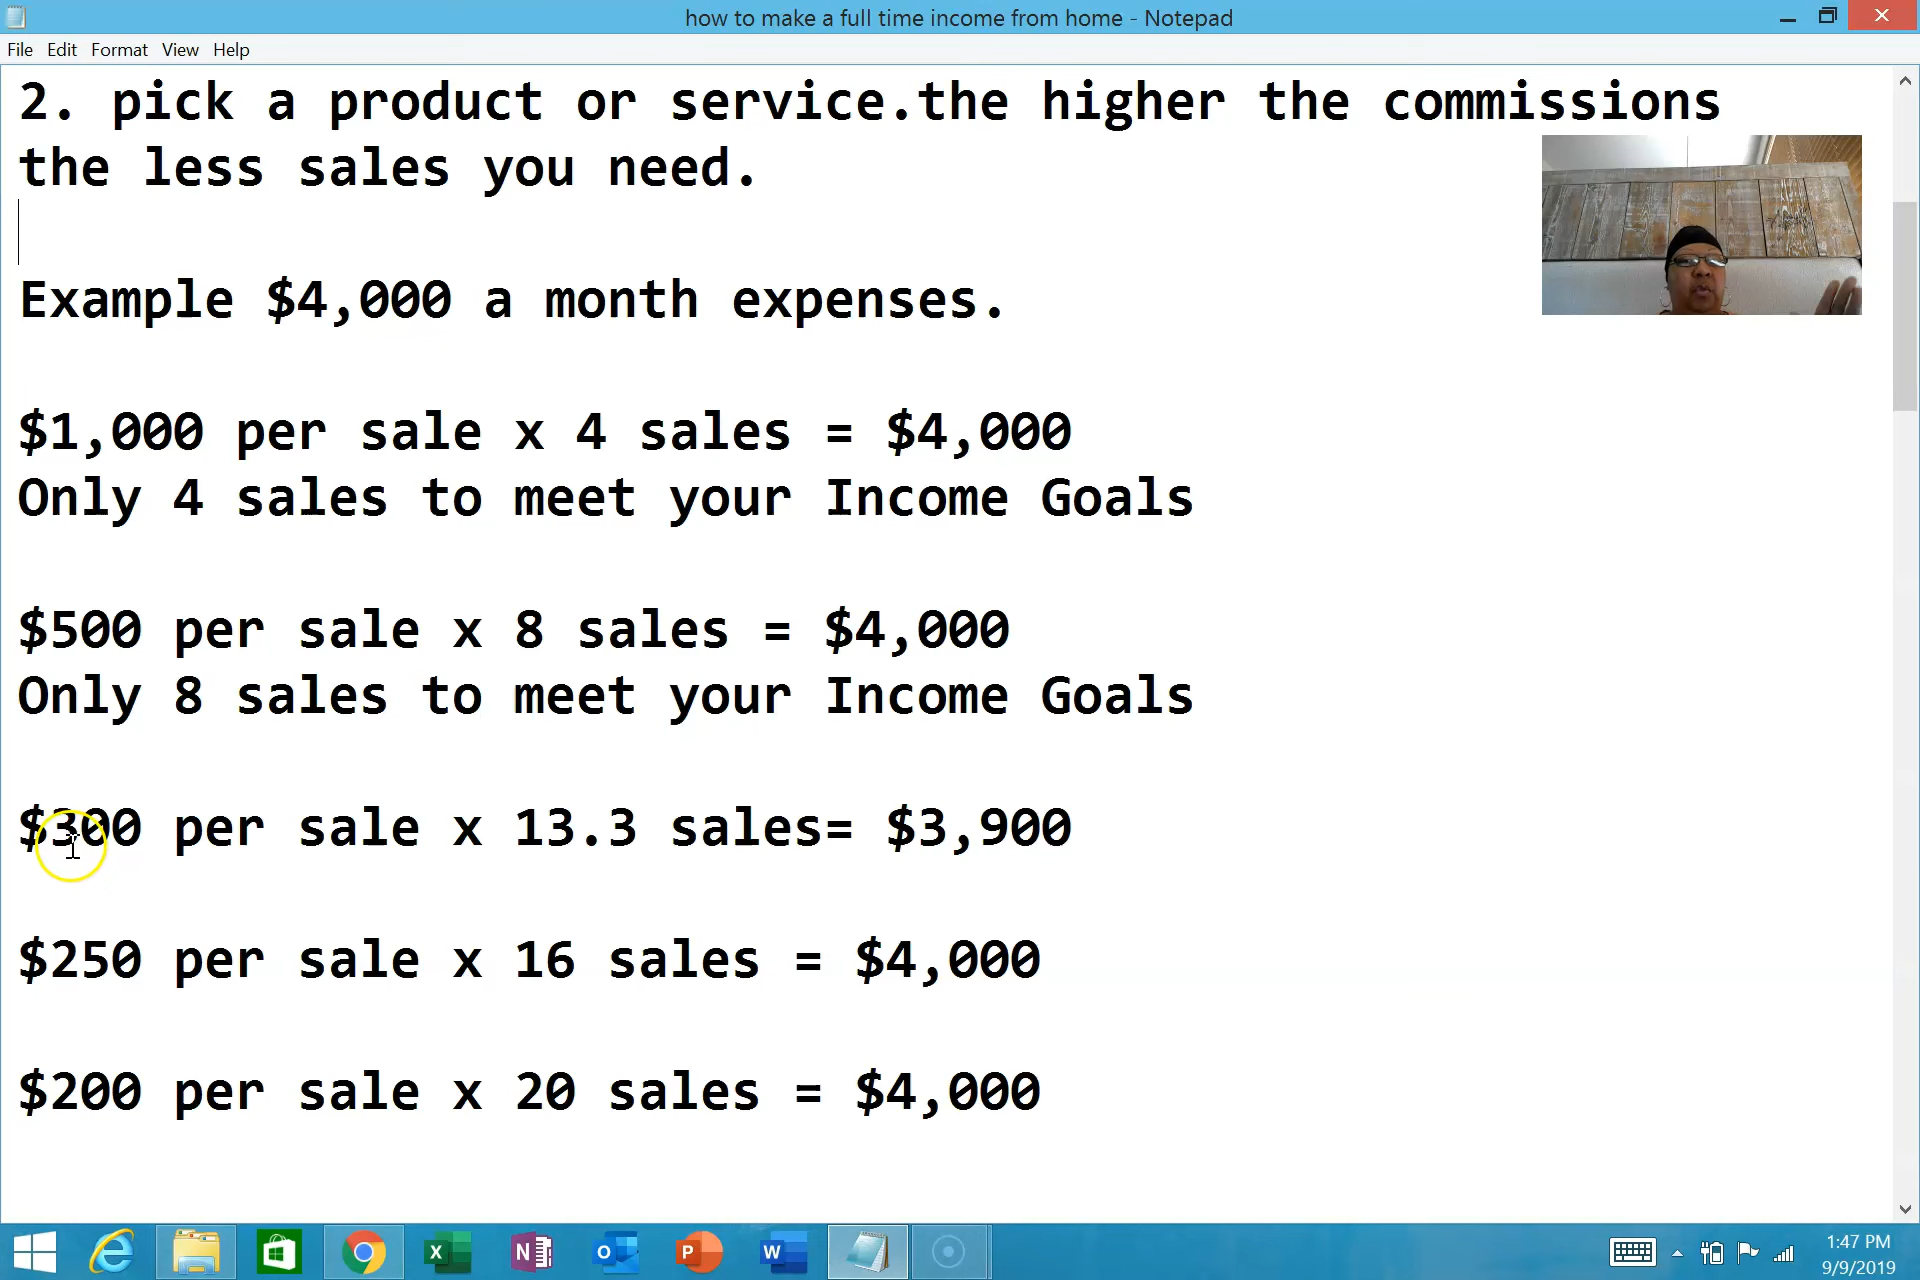 how to make a full time income from home - Notepad
File Edit Format View Help
2. pick a product or service.the higher the commissions
the less sales you need.
Example $4,000 a month expenses.
$1,000 per sale x 4 sales = $4,000
Only 4 sales to meet your Income Goals
$500 per sale x 8 sales = $4,000
Only 8 sales to meet your Income Goals
$300 per sale x 13.3 sales= $3,900
$250 per sale x 16 sales = $4,000
$200 per sale x 20 sales = $4,000
1:47 PM
9/9/2019